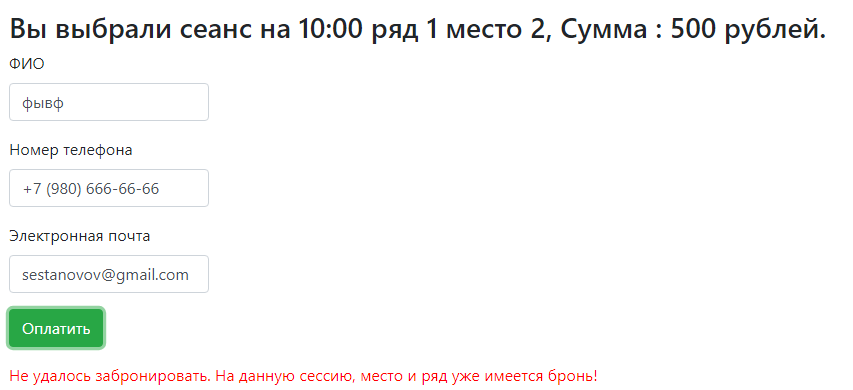 Вы выбрали сеанс на 10:00 ряд 1 место 2, Сумма : 500 рублей.
ФИО
фывф
Номер телефона
+7 (980) 666-66-66
Электронная почта
sestanovov@gmail.com
Оплатить
Не удалось забронировать. На данную сессию, место и ряд уже имеется бронь!